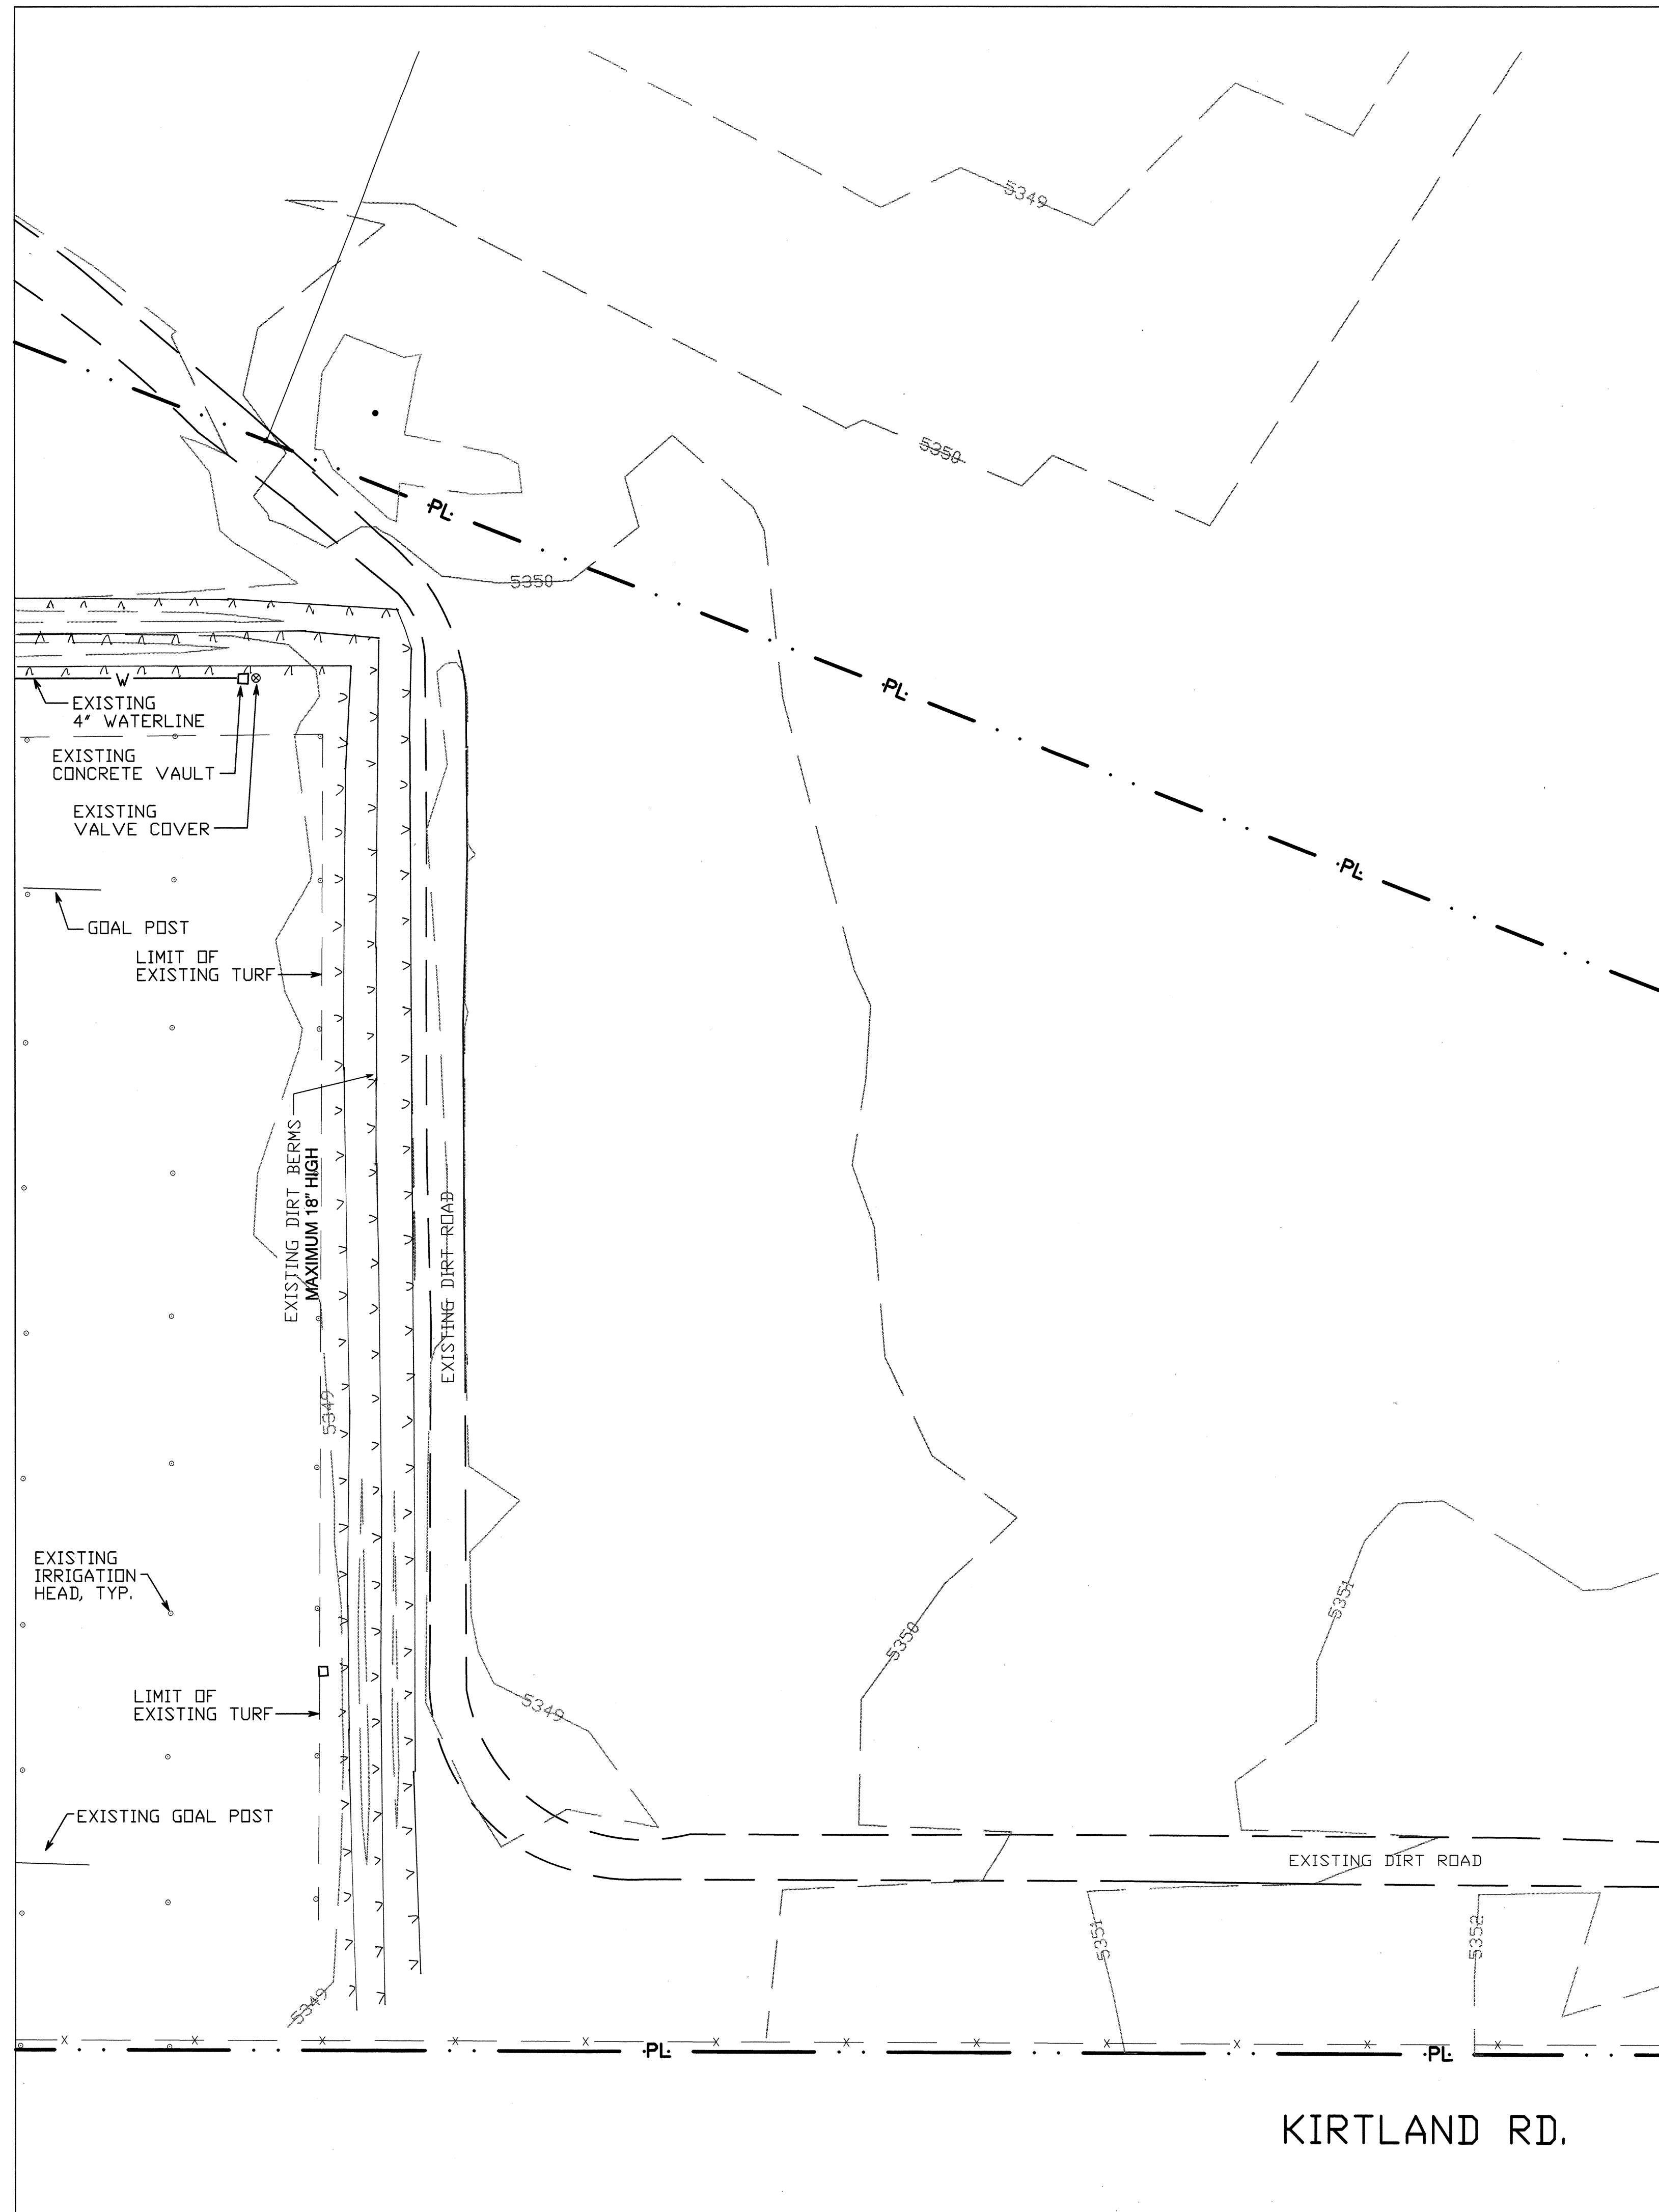 5349
5350
PL
5350
PL
W
EXISTING
4" WATERLINE
EXISTING
CONCRETE VAULT
EXISTING
VALVE COVER
PL
GOAL POST
LIMIT OF
EXISTING TURF
EXISTING DIRT BERMS
MAXIMUM 18" HIGH
EXISTING DIRT ROAD
5349
EXISTING
IRRIGATION
HEAD, TYP.
5351
5350
LIMIT OF
EXISTING TURF
5349
EXISTING GOAL POST
EXISTING DIRT ROAD
5351
5352
5349
X X X X X X X X X X X X
PL
PL
KIRTLAND RD.